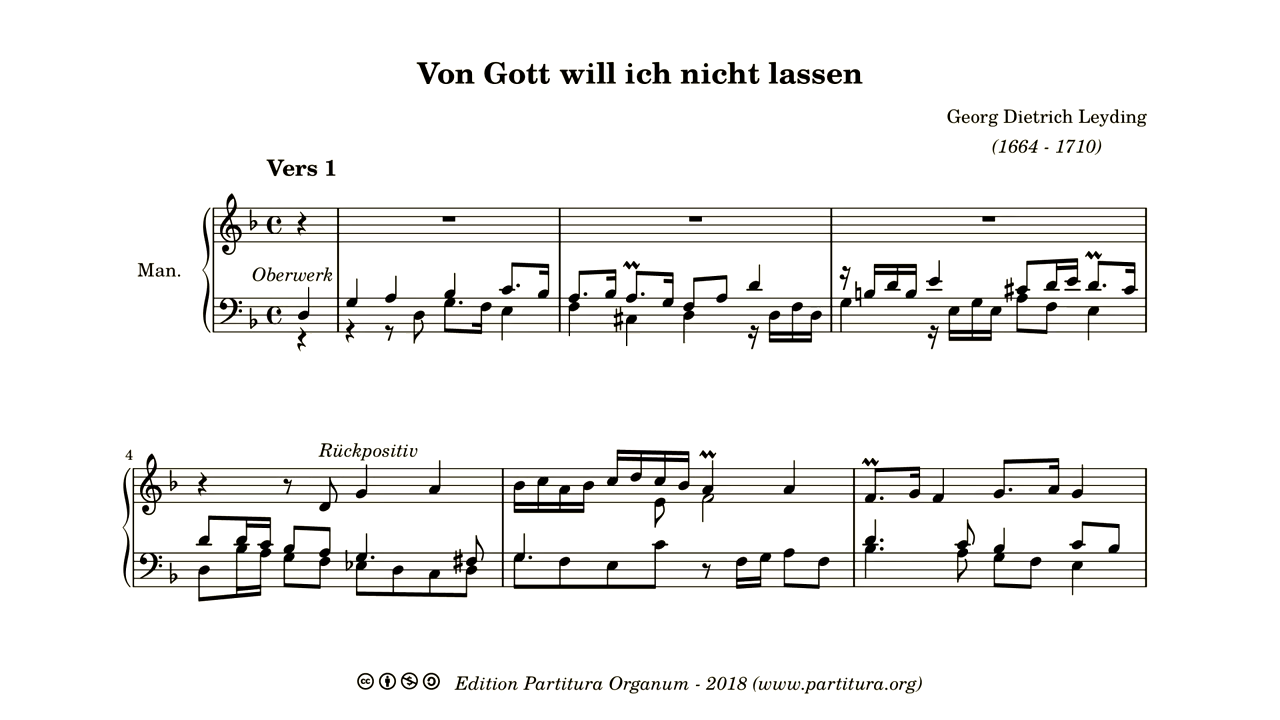 Von Gott will ich nicht lassen
Georg Dietrich Leyding
(1664 - 1710)
Vers 1
Man.
Oberwerk
4
Rückpositiv
Edition Partitura Organum - 2018 (www.partitura.org)